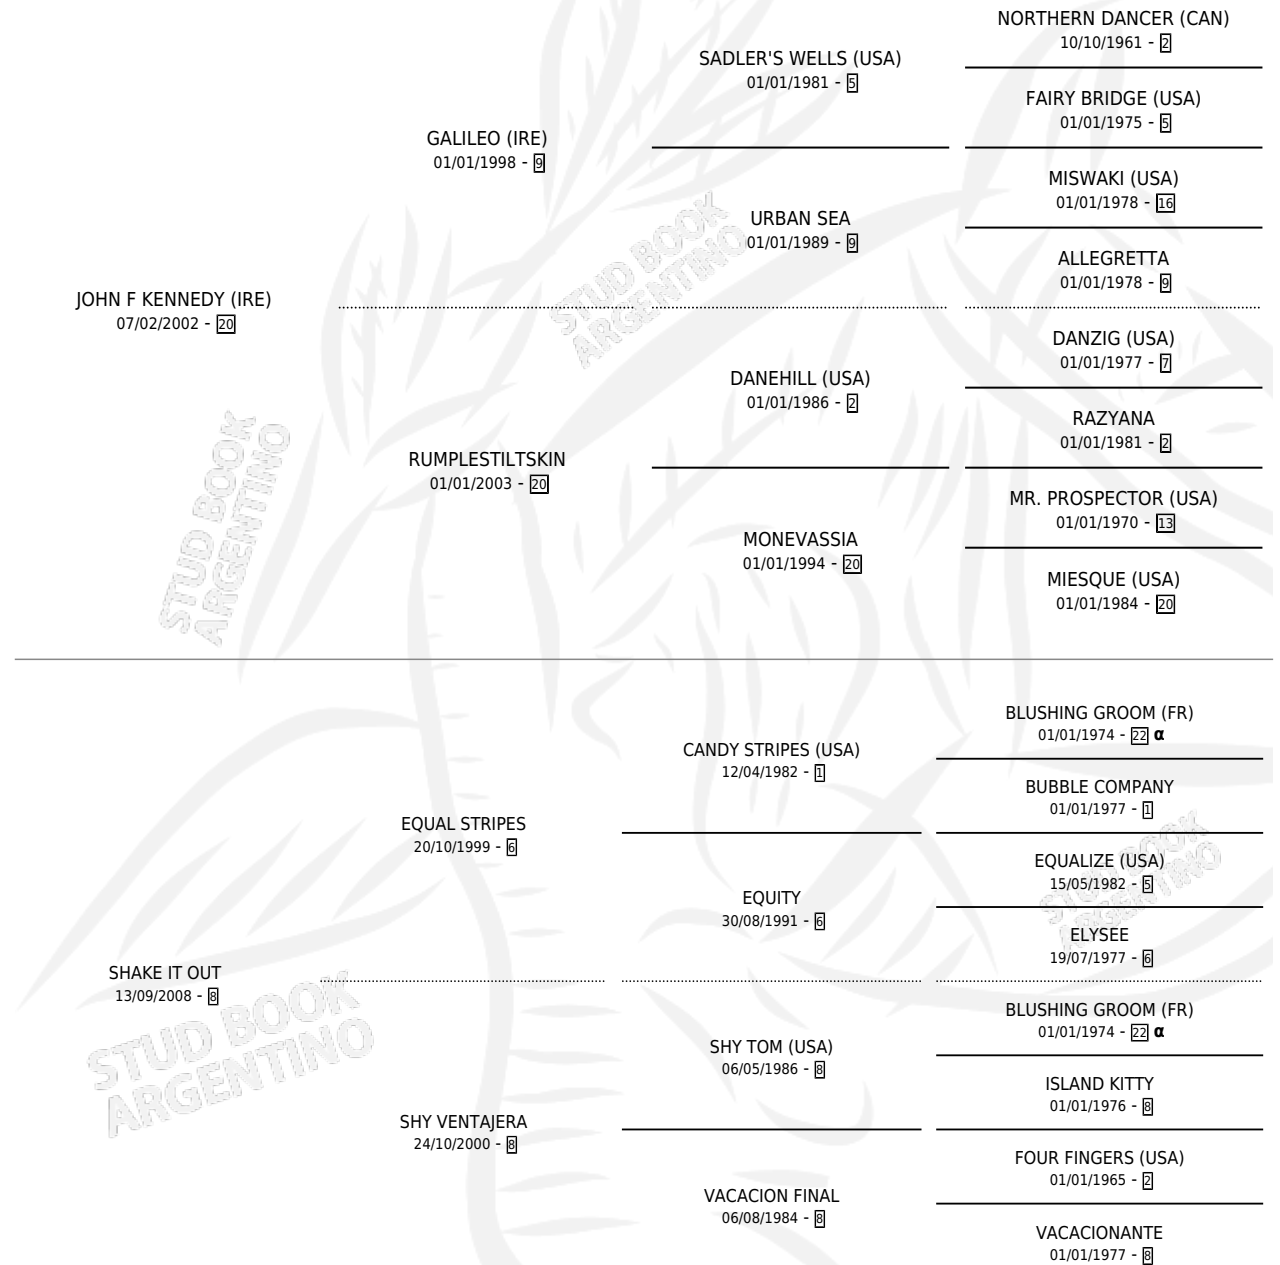 NORTHERN DANCER (CAN)
10/10/1961 - 2
SADLER'S WELLS (USA)
01/01/1981 - 5
FAIRY BRIDGE (USA)
01/01/1975 - 5
GALILEO (IRE)
01/01/1998 - 9
MISWAKI (USA)
01/01/1978 - 16
URBAN SEA
01/01/1989 - 9
ALLEGRETTA
01/01/1978 - 9
JOHN F KENNEDY (IRE)
07/02/2002 - 20
DANZIG (USA)
01/01/1977 - 7
DANEHILL (USA)
01/01/1986 - 2
RAZYANA
01/01/1981 - 2
RUMPLESTILTSKIN
01/01/2003 - 20
MR. PROSPECTOR (USA)
01/01/1970 - 13
MONEVASSIA
01/01/1994 - 20
MIESQUE (USA)
01/01/1984 - 20
BLUSHING GROOM (FR)
01/01/1974 - 22 α
CANDY STRIPES (USA)
12/04/1982 - 1
BUBBLE COMPANY
01/01/1977 - 1
EQUAL STRIPES
20/10/1999 - 6
EQUALIZE (USA)
15/05/1982 - 5
EQUITY
30/08/1991 - 6
ELYSEE
19/07/1977 - 6
SHAKE IT OUT
13/09/2008 - 8
BLUSHING GROOM (FR)
01/01/1974 - 22 α
SHY TOM (USA)
06/05/1986 - 8
ISLAND KITTY
01/01/1976 - 8
SHY VENTAJERA
24/10/2000 - 8
FOUR FINGERS (USA)
01/01/1965 - 2
VACACION FINAL
06/08/1984 - 8
VACACIONANTE
01/01/1977 - 8
STUD BOOK
ARGENTINO
STUD BOOK
ARGENTINO
STUD BOOK
ARGENTINO
STUD BOOK
ARGENTINO